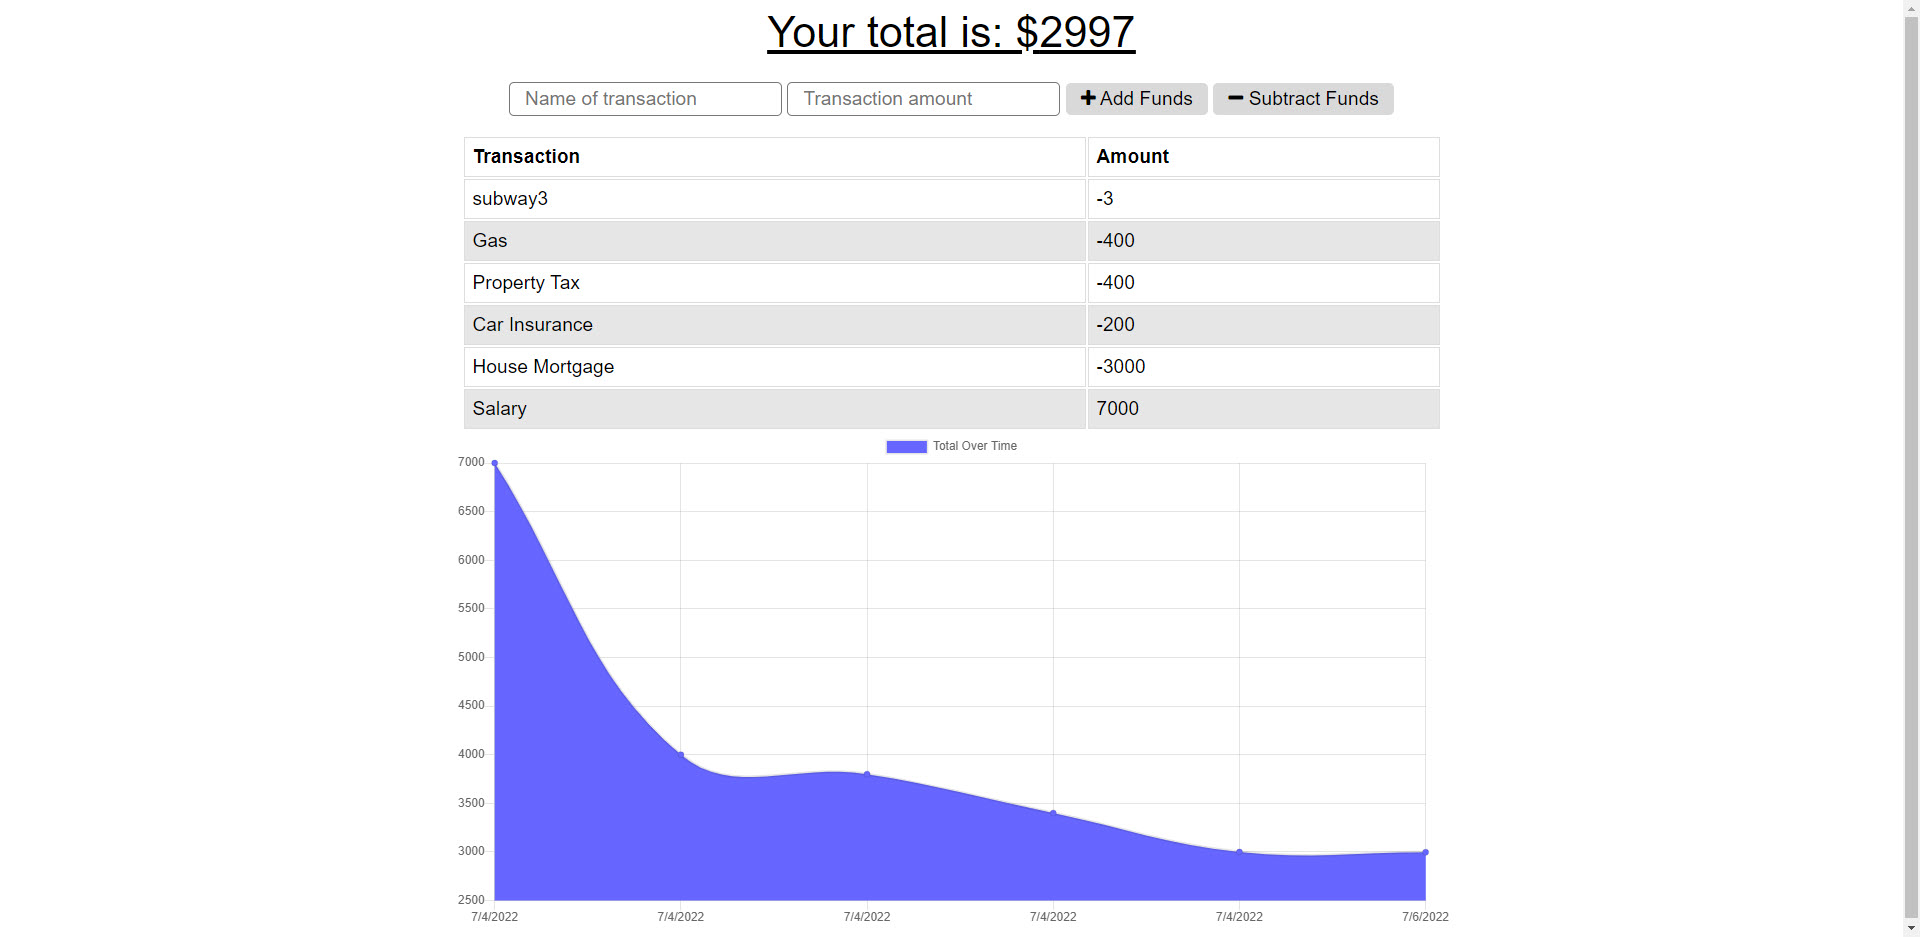 Your total is: $2997
Name of transaction Transaction amount Add Funds Subtract Funds
Transaction Amount
subway3 -3
Gas -400
Property Tax -400
Car Insurance -200
House Mortgage -3000
Salary 7000
Total Over Time
7000
6500
6000
5500
5000
4500
4000
3500
3000
2500
7/4/2022 7/4/2022 7/4/2022 7/4/2022 7/4/2022 7/6/2022